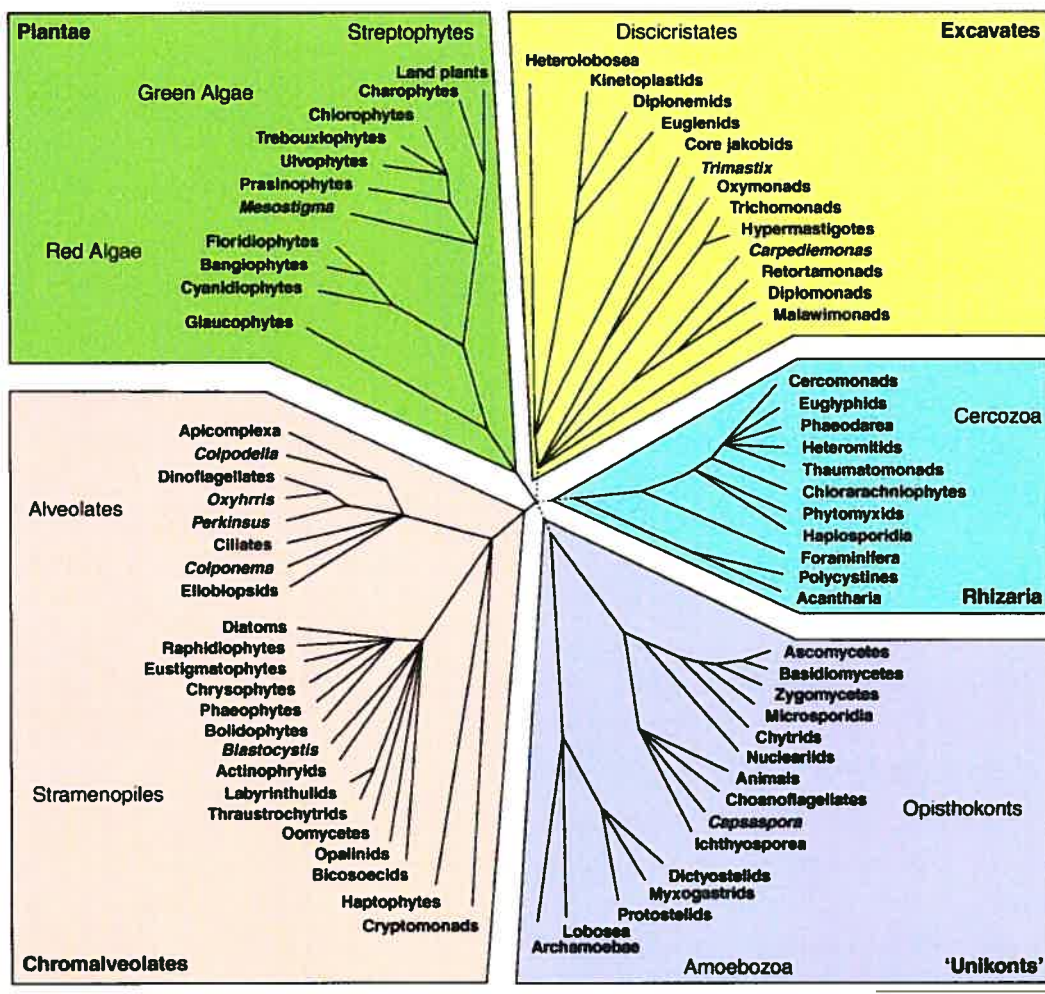 Plantae
Streptophytes
Land plants
Charophytes
Green Algae
Chlorophytes
Trebouxiophytes
Ulvophytes
Prasinophytes
Mesostigma
Red Algae
Floridiophytes
Bangiophytes
Cyanidiophytes
Glaucophytes
Discicristates
Excavates
Heterolobosea
Kinetoplastids
Diplonemids
Euglenids
Core jakobids
Trimastix
Oxymonads
Trichomonads
Hypermastigotes
Carpediemonas
Retortamonads
Diplomonads
Malawimonads
Cercomonads
Euglyphids
Cercozoa
Phaeodarea
Heteromitids
Thaumatomonads
Chlorarachniophytes
Phytomyxids
Haplosporidia
Foraminifera
Polycystines
Acantharia
Rhizaria
Apicomplexa
Colpodella
Dinoflagellates
Alveolates
Oxyhrris
Perkinsus
Ciliates
Colponema
Ellobiopsids
Diatoms
Raphidiophytes
Eustigmatophytes
Chrysophytes
Phaeophytes
Bolidophytes
Blastocystis
Actinophryids
Stramenopiles
Labyrinthulids
Thraustrochytrids
Oomycetes
Opalinids
Bicosoecids
Haptophytes
Cryptomonads
Chromalveolates
Ascomycetes
Basidiomycetes
Zygomycetes
Microsporidia
Chytrids
Nucleariids
Animals
Choanoflagellates
Opisthokonts
Capsaspora
Ichthyosporea
Dictyostelids
Myxogastrids
Protostelids
Lobosea
Archamoebae
Amoebozoa
'Unikonts'